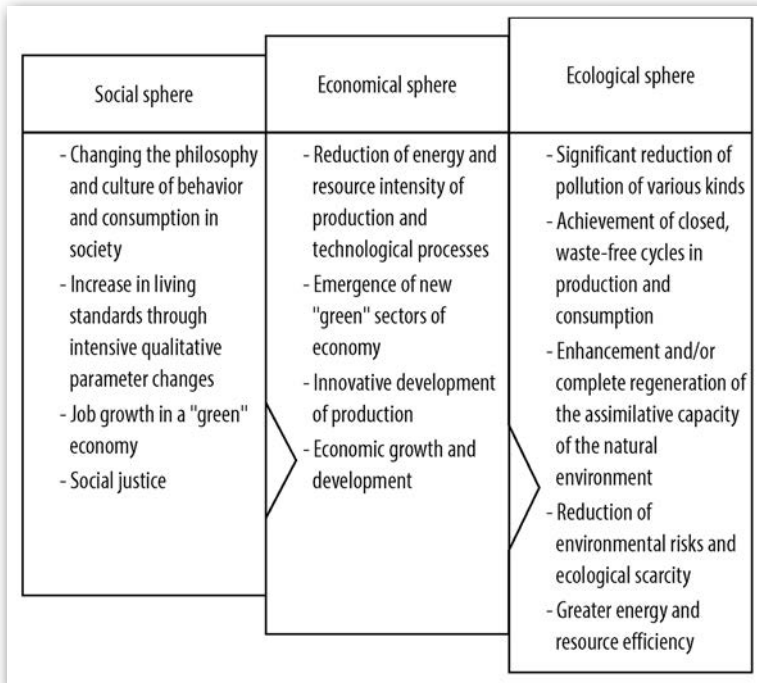 Social sphere
- Changing the philosophy
and culture of behavior
and consumption in
society
- Increase in living
standards through
intensive qualitative
parameter changes
- Job growth in a "green"
economy
- Social justice
Economical sphere
- Reduction of energy and
resource intensity of
production and
technological processes
- Emergence of new
"green" sectors of
economy
- Innovative development
of production
- Economic growth and
development
Ecological sphere
- Significant reduction of
pollution of various kinds
- Achievement of closed,
waste-free cycles in
production and
consumption
- Enhancement and/or
complete regeneration of
the assimilative capacity
of the natural
environment
- Reduction of
environmental risks and
ecological scarcity
- Greater energy and
resource efficiency